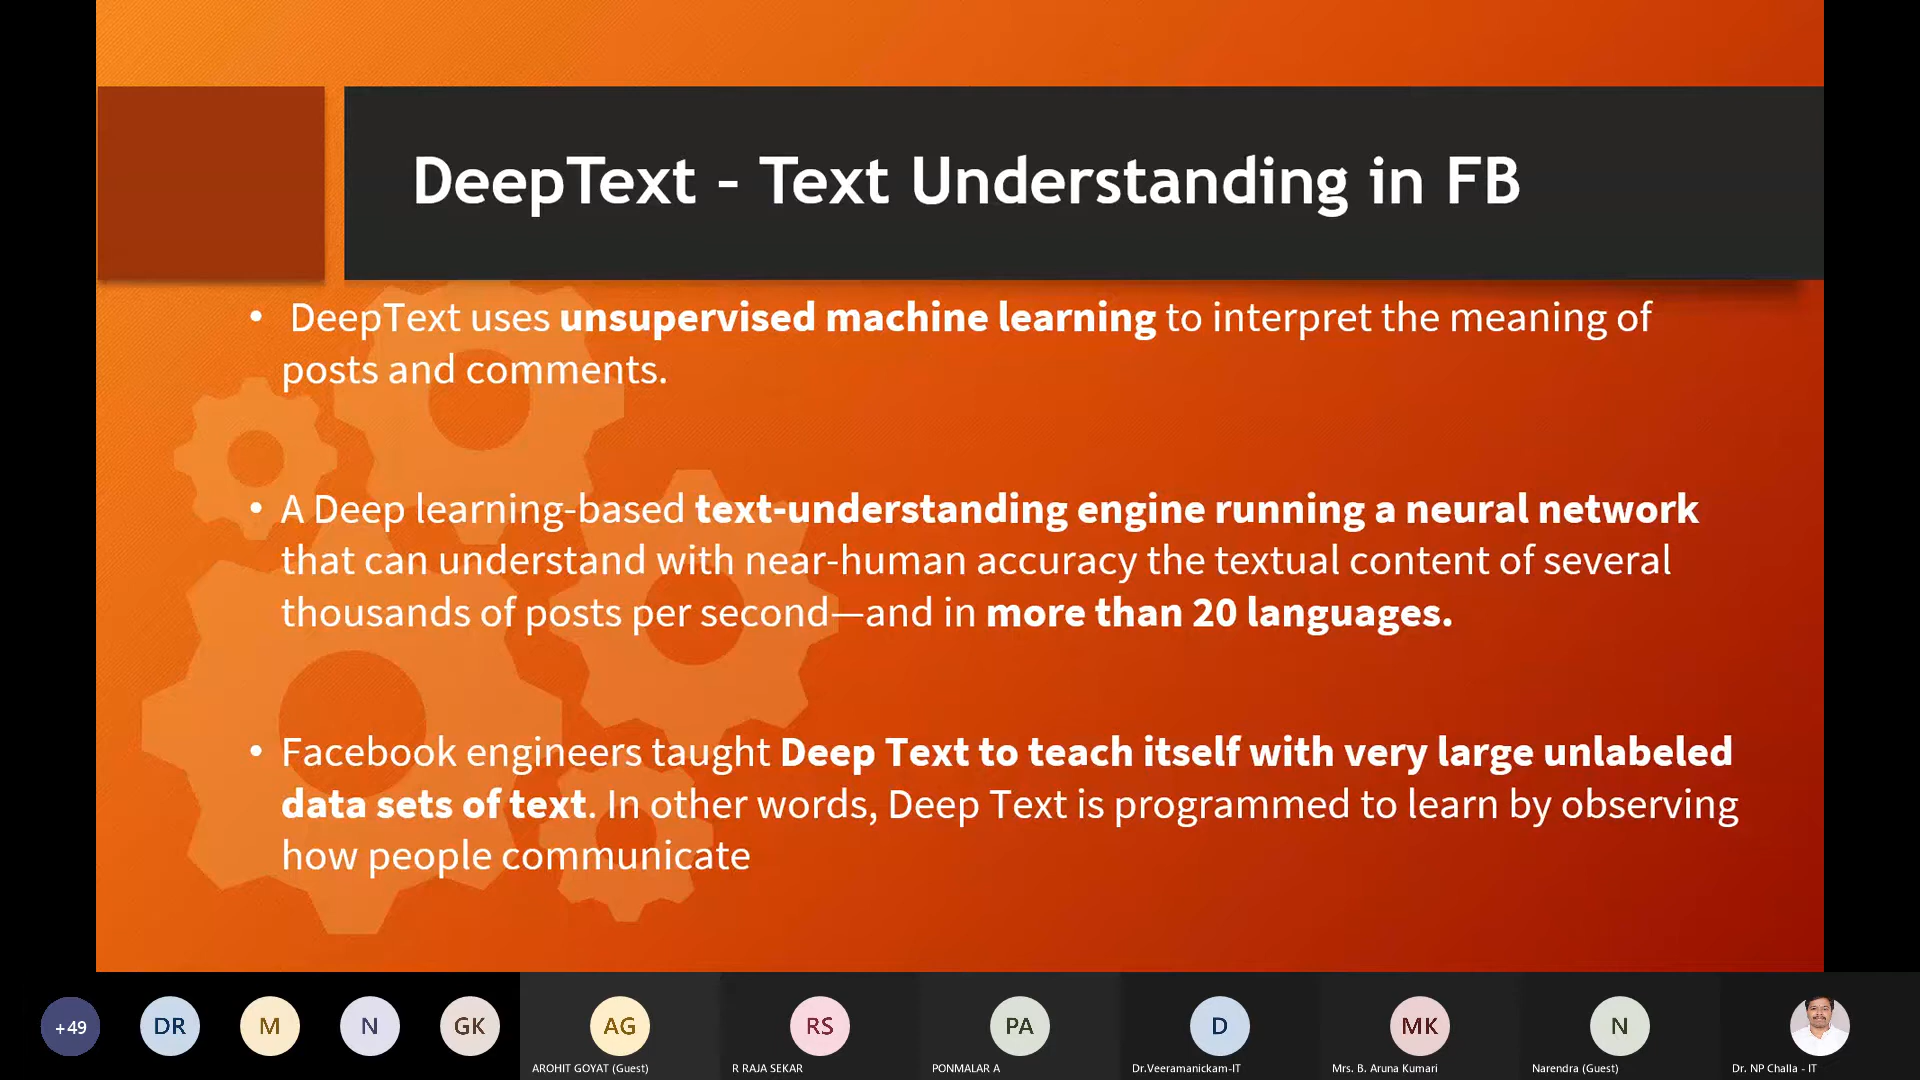 DeepText – Text Understanding in FB
• DeepText uses unsupervised machine learning to interpret the meaning of
posts and comments.
• A Deep learning-based text-understanding engine running a neural network
that can understand with near-human accuracy the textual content of several
thousands of posts per second—and in more than 20 languages.
• Facebook engineers taught Deep Text to teach itself with very large unlabeled
data sets of text. In other words, Deep Text is programmed to learn by observing
how people communicate
+49 DR M N GK AG RS PA D MK N
AROHIT GOYAT (Guest) R RAJA SEKAR PONMALAR A Dr.Veeramanickam-IT Mrs. B. Aruna Kumari Narendra (Guest) Dr. NP Challa - IT